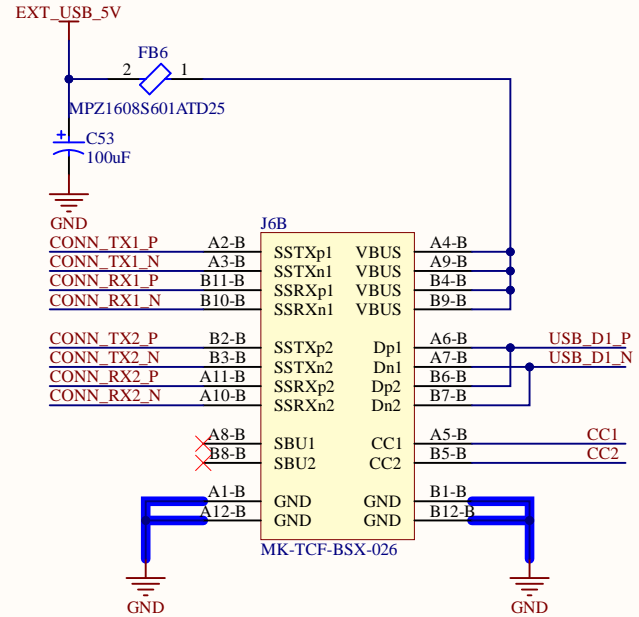 EXT_USB_5V
FB6
2 1
MPZ1608S601ATD25
+
C53
100uF
GND
J6B
CONN_TX1_P A2-B SSTXp1 VBUS A4-B
CONN_TX1_N A3-B SSTXn1 VBUS A9-B
CONN_RX1_P B11-B SSRXp1 VBUS B4-B
CONN_RX1_N B10-B SSRXn1 VBUS B9-B
CONN_TX2_P B2-B SSTXp2 Dp1 A6-B USB_D1_P
CONN_TX2_N B3-B SSTXn2 Dn1 A7-B USB_D1_N
CONN_RX2_P A11-B SSRXp2 Dp2 B6-B
CONN_RX2_N A10-B SSRXn2 Dn2 B7-B
A8-B SBU1 CC1 A5-B CC1
B8-B SBU2 CC2 B5-B CC2
A1-B GND GND B1-B
A12-B GND GND B12-B
MK-TCF-BSX-026
GND GND